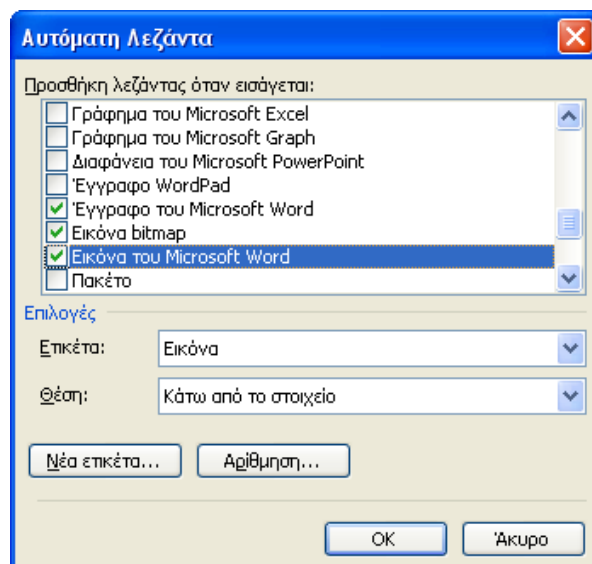 Αυτόματη Λεζάντα
Προσθήκη λεζάντας όταν εισάγεται:
Γράφημα του Microsoft Excel
Γράφημα του Microsoft Graph
Διαφάνεια του Microsoft PowerPoint
Έγγραφο WordPad
Έγγραφο του Microsoft Word
Εικόνα bitmap
Εικόνα του Microsoft Word
Πακέτο
Επιλογές
Ετικέτα: Εικόνα
Θέση: Κάτω από το στοιχείο
Νέα ετικέτα... Αρίθμηση...
OK Άκυρο